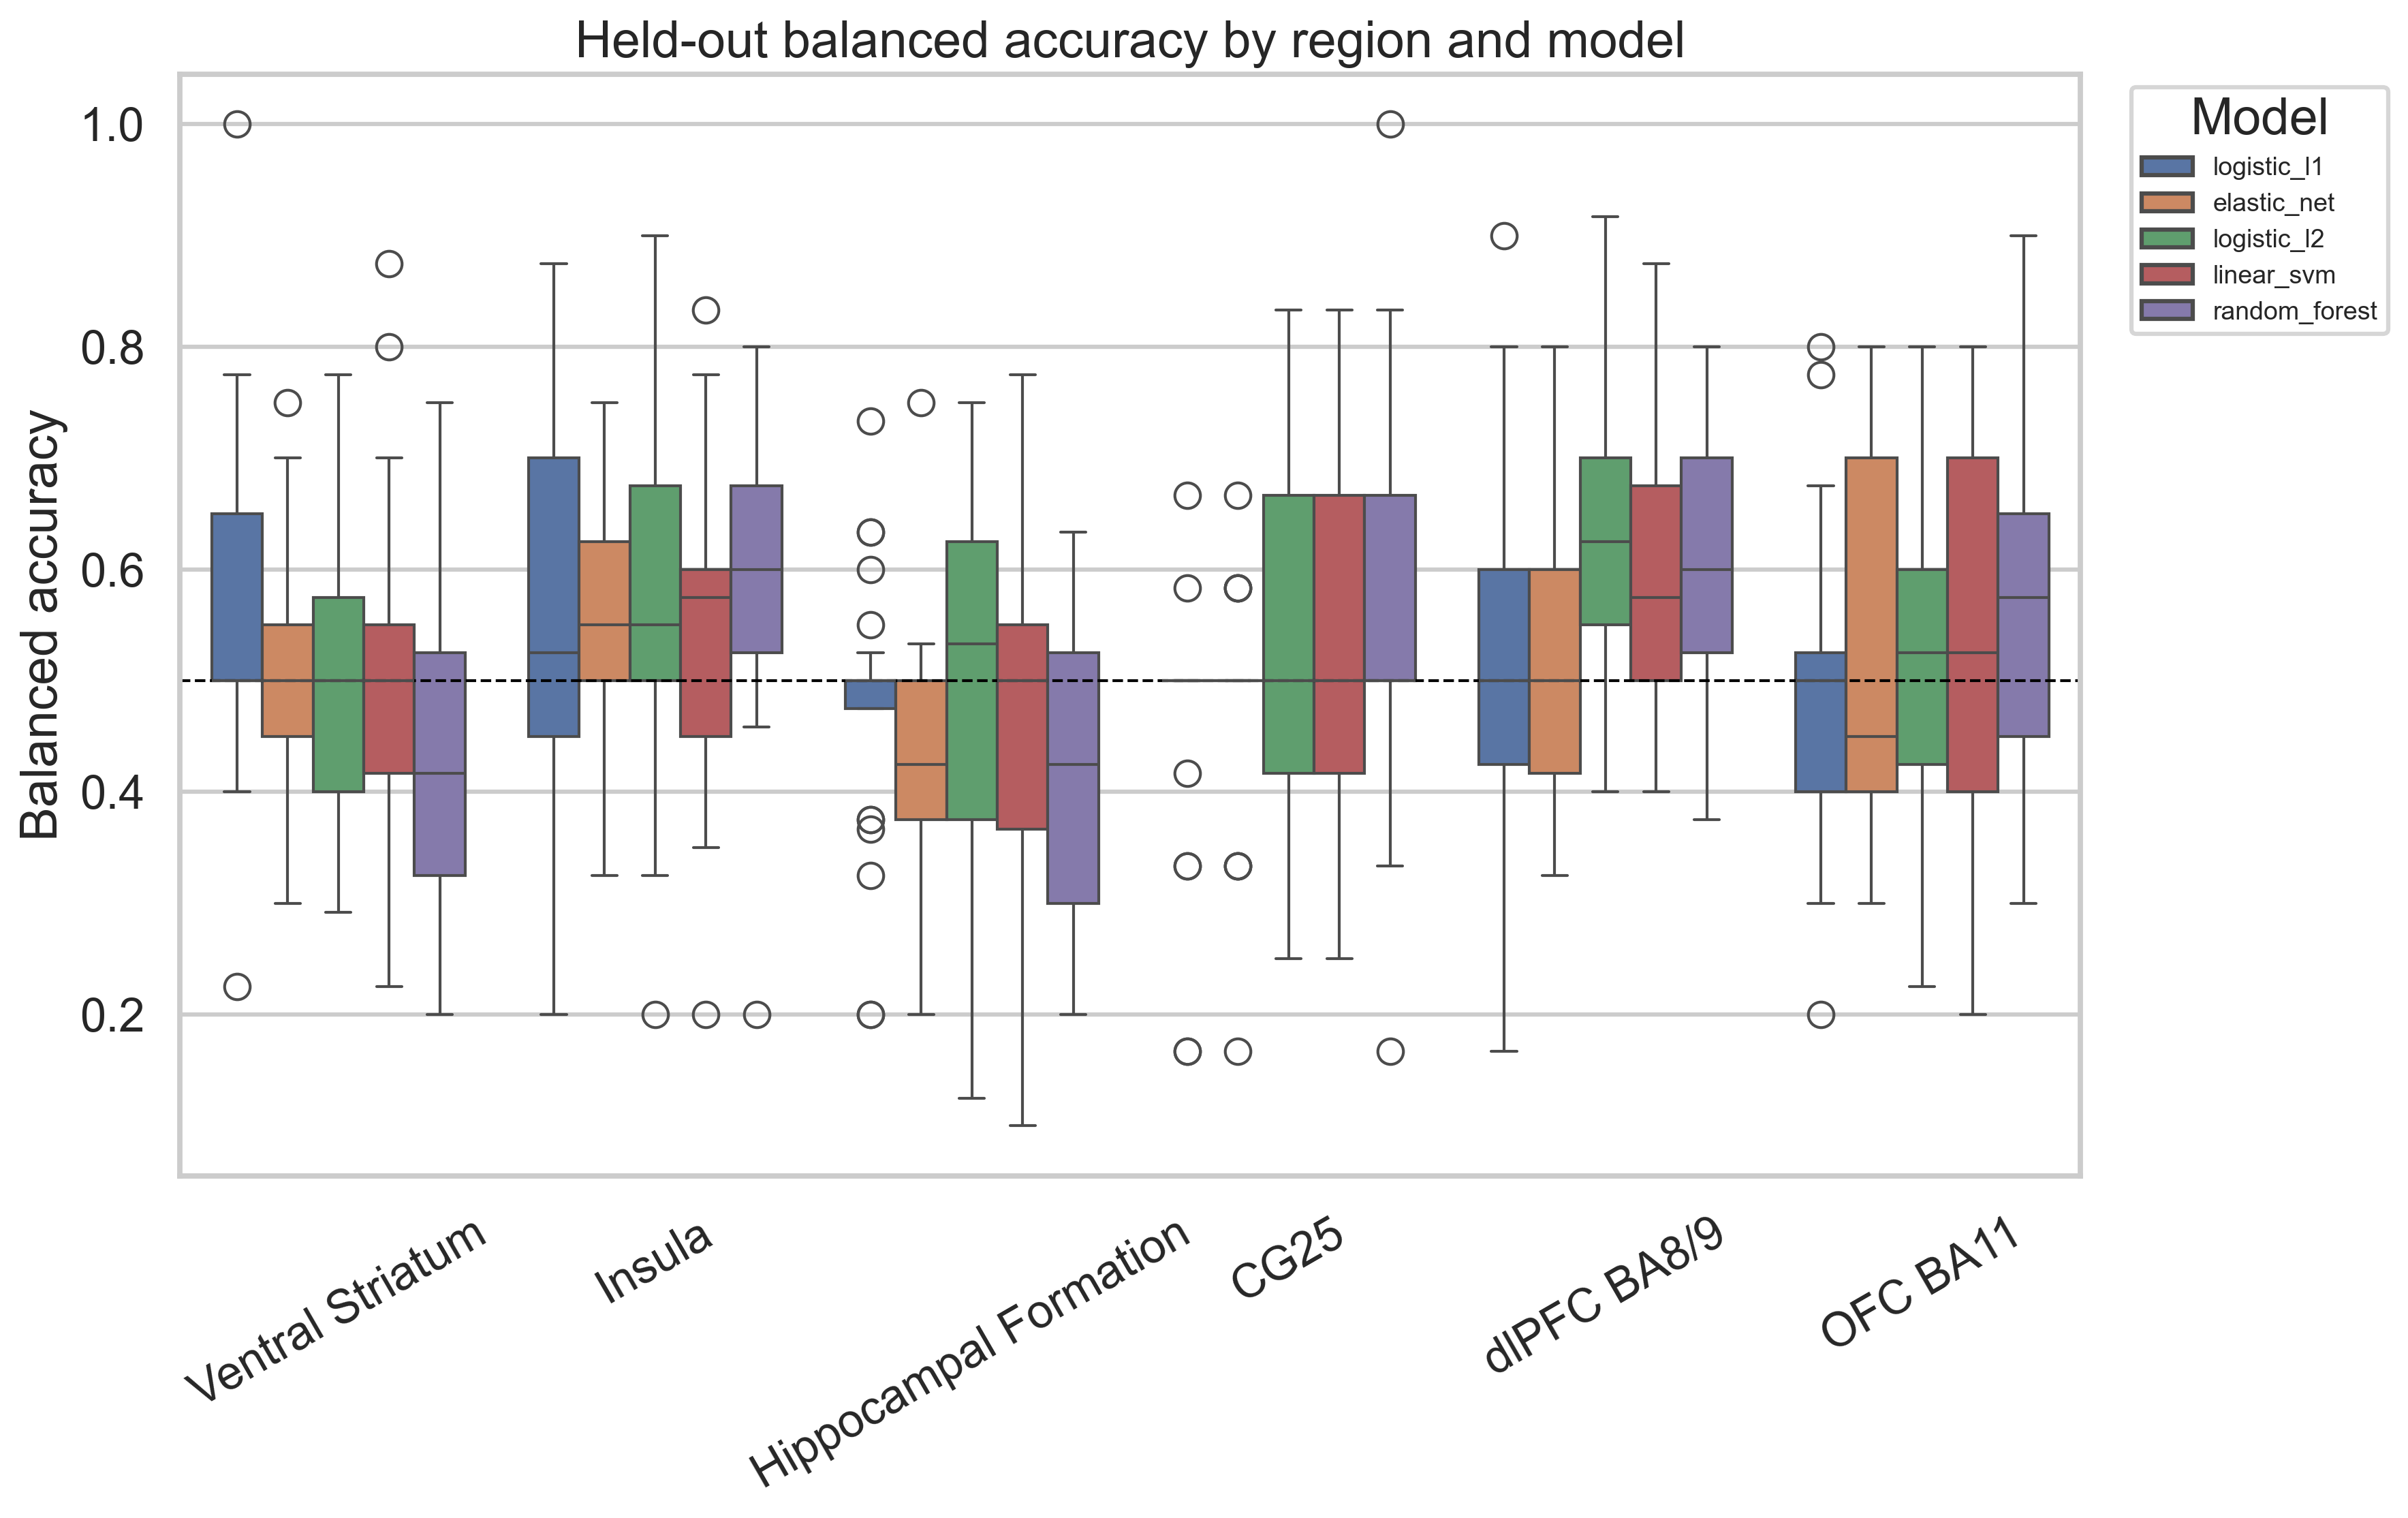 Held-out balanced accuracy by region and model
Balanced accuracy
1.0
0.8
0.6
0.4
0.2
Ventral Striatum
Insula
Hippocampal Formation
CG25
dlPFC BA8/9
OFC BA11
Model
logistic_l1
elastic_net
logistic_l2
linear_svm
random_forest